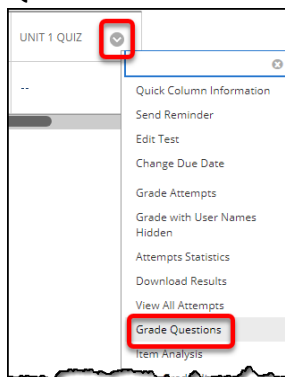 UNIT 1 QUIZ
--
Quick Column Information
Send Reminder
Edit Test
Change Due Date
Grade Attempts
Grade with User Names
Hidden
Attempts Statistics
Download Results
View All Attempts
Grade Questions
Item Analysis